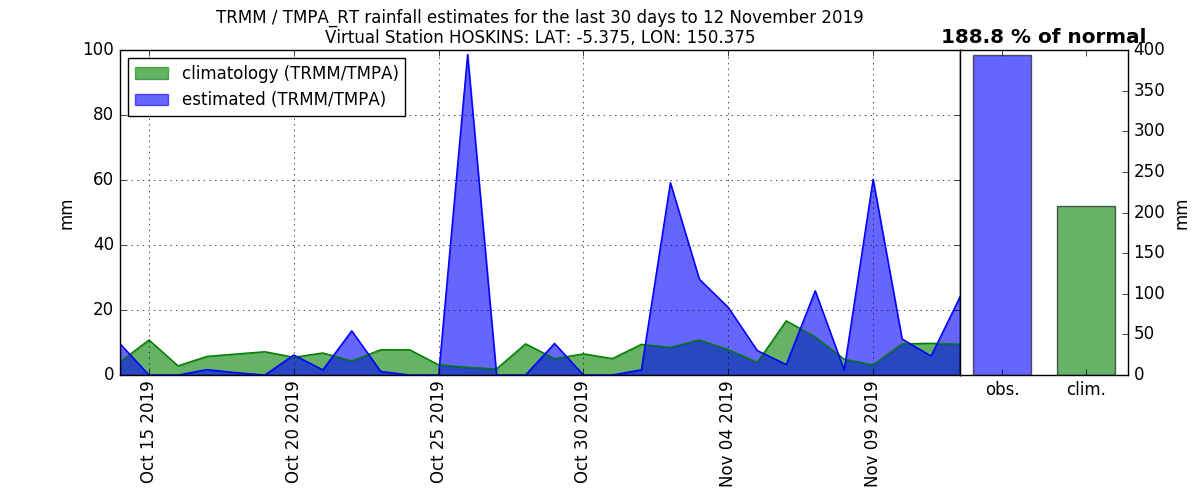 TRMM / TMPA_RT rainfall estimates for the last 30 days to 12 November 2019
Virtual Station HOSKINS: LAT: -5.375, LON: 150.375
188.8 % of normal
climatology (TRMM/TMPA)
estimated (TRMM/TMPA)
100
80
60
40
20
0
mm
Oct 15 2019
Oct 20 2019
Oct 25 2019
Oct 30 2019
Nov 04 2019
Nov 09 2019
400
350
300
250
200
150
100
50
0
mm
obs.
clim.